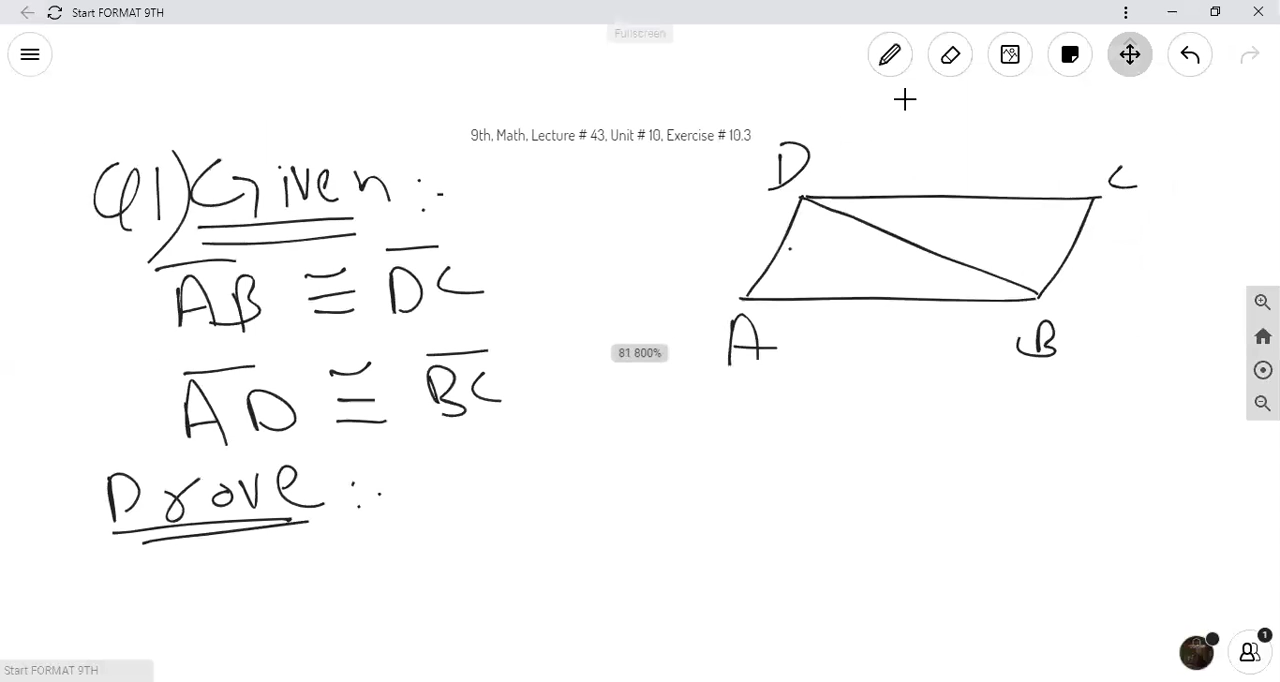 Start FORMAT 9TH
Fullscreen
9th, Math, Lecture # 43, Unit # 10, Exercise # 10.3
Q1) Given :-
AB ≅ DC
AD ≅ BC
Prove :-
D C
A B
81 800%
Start FORMAT 9TH
1